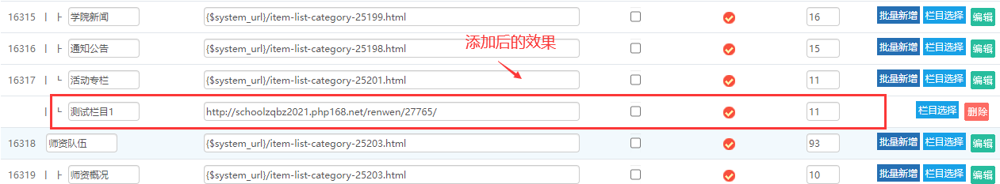 16315 | ├ 学院新闻 {$system_url}/item-list-category-25199.html 16 批量新增 栏目选择 编辑
16316 | ├ 通知公告 {$system_url}/item-list-category-25198.html 15 批量新增 栏目选择 编辑
添加后的效果
16317 | └ 活动专栏 {$system_url}/item-list-category-25201.html 11 批量新增 栏目选择 编辑
| └ 测试栏目1 http://schoolzqbz2021.php168.net/renwen/27765/ 11 栏目选择 删除
16318 师资队伍 {$system_url}/item-list-category-25203.html 93 批量新增 栏目选择 编辑
16319 | ├ 师资概况 {$system_url}/item-list-category-25203.html 10 批量新增 栏目选择 编辑